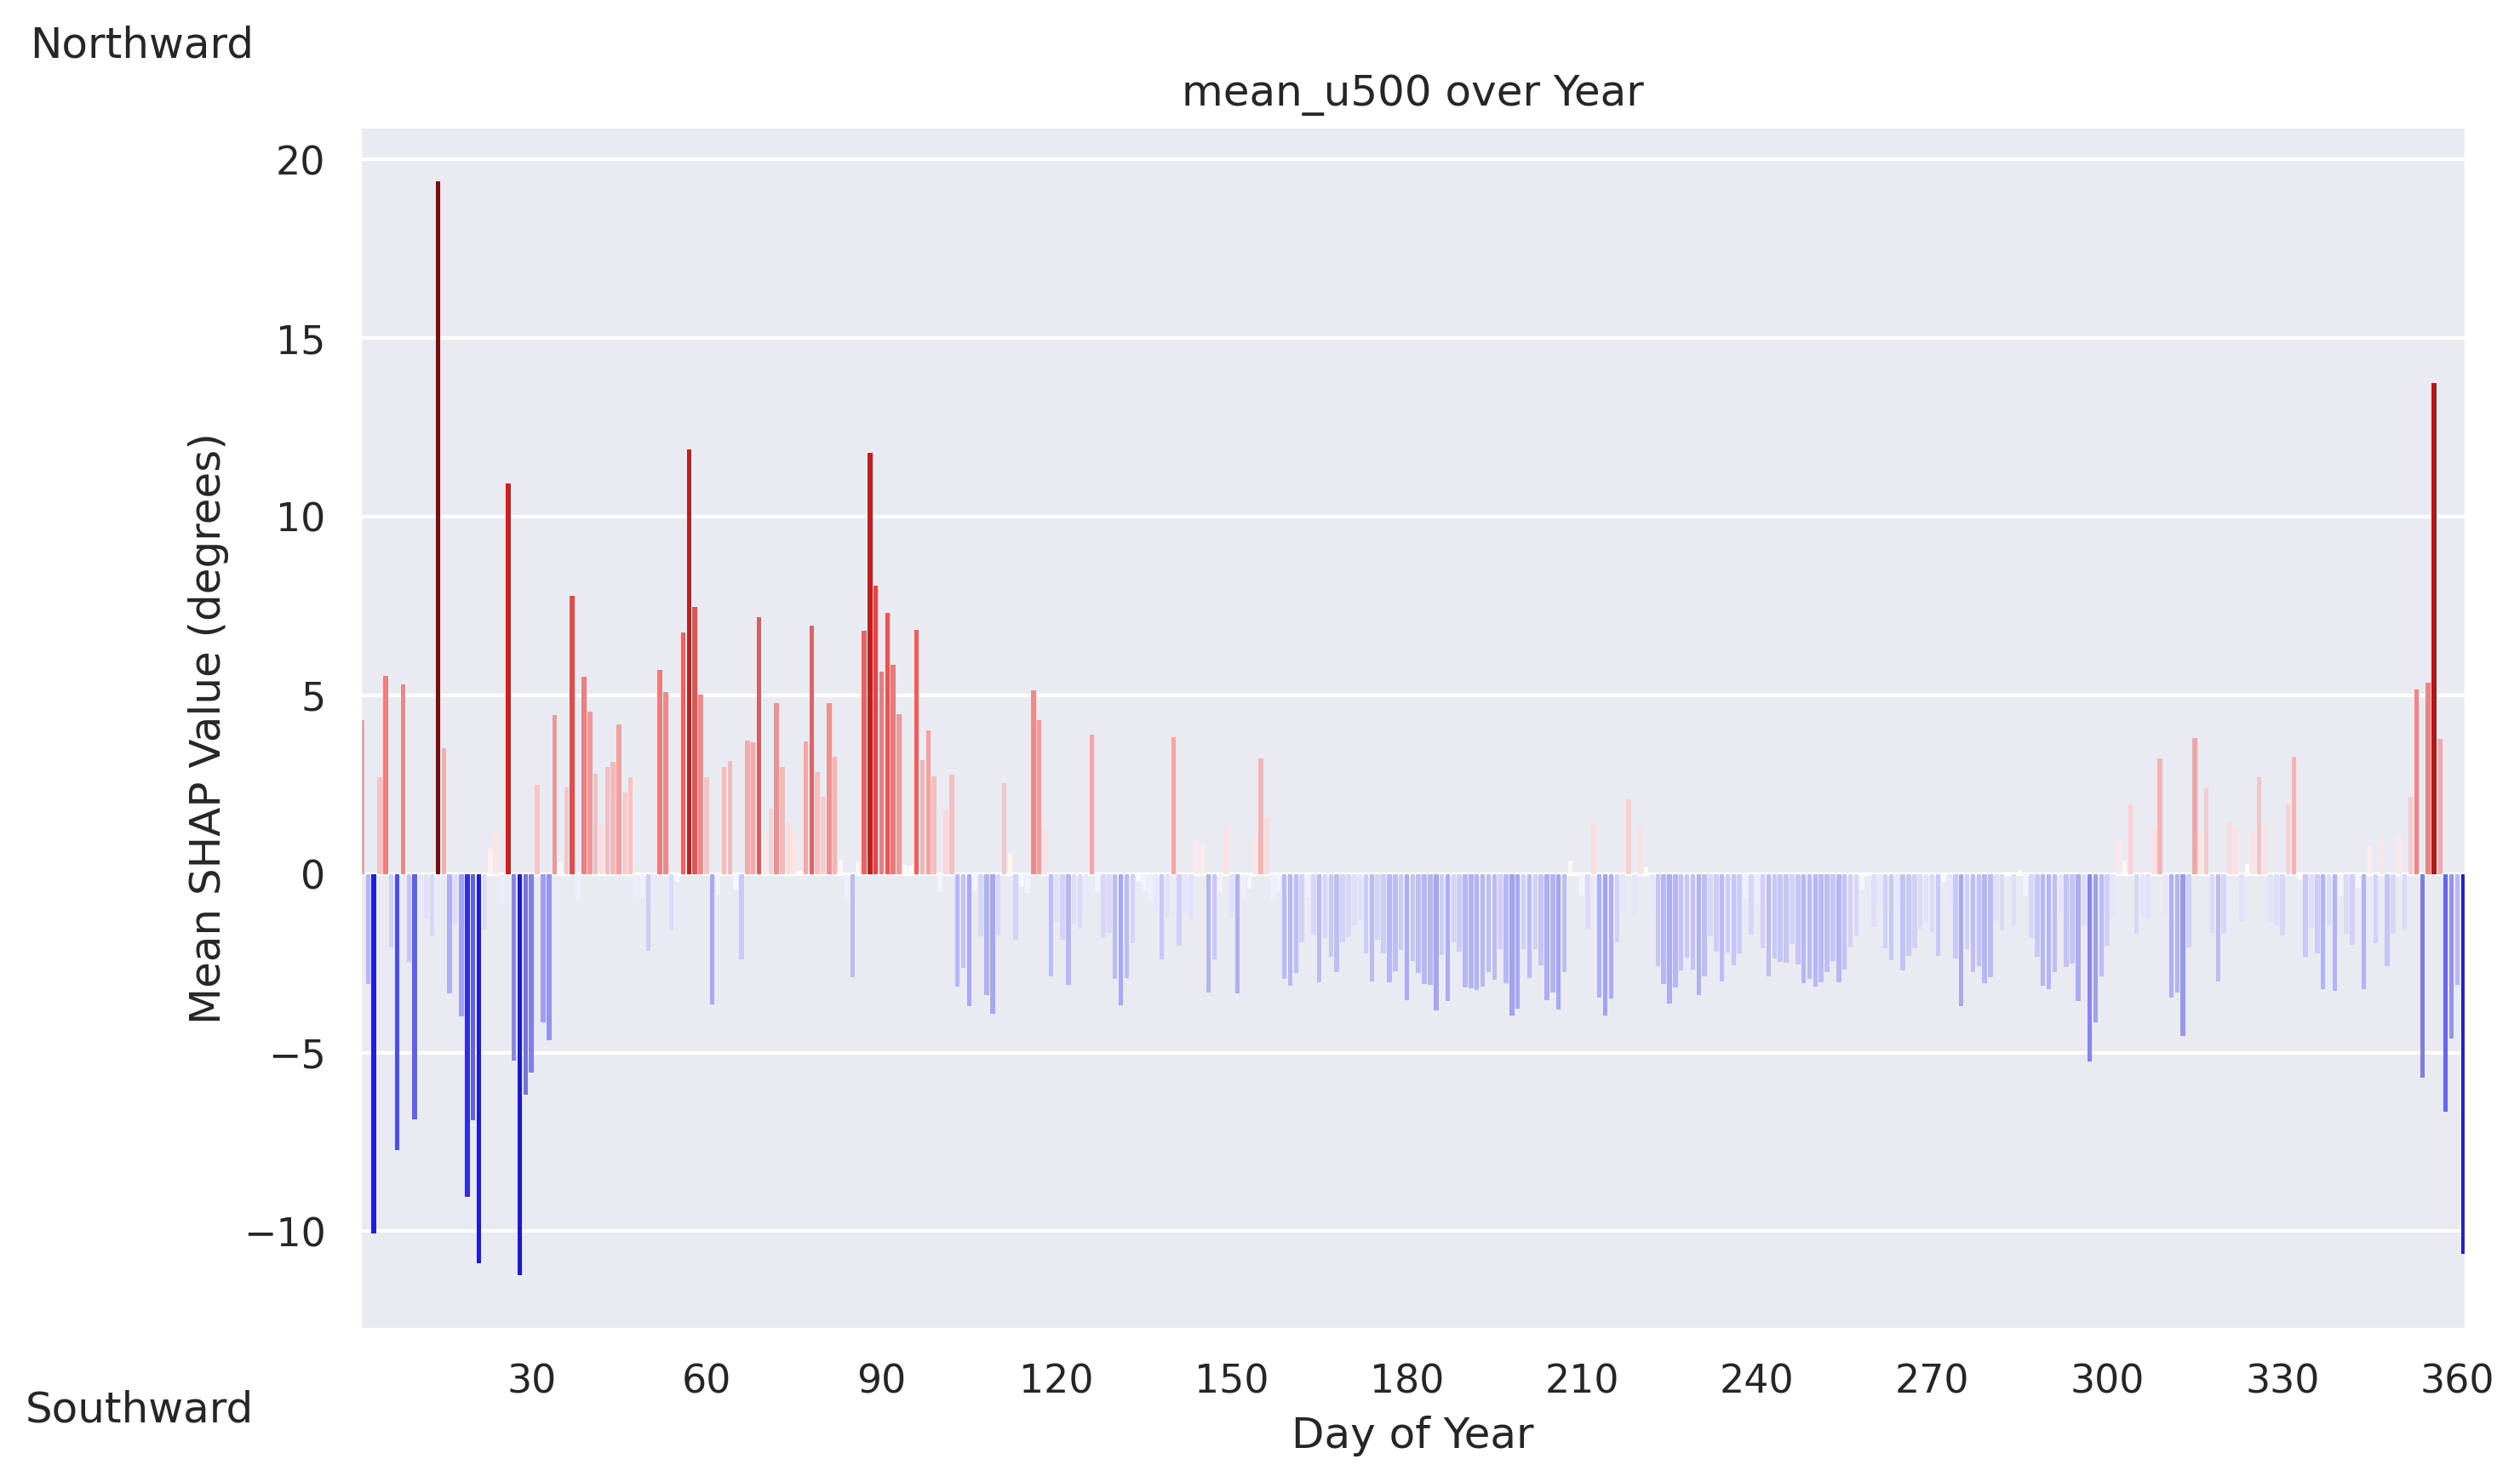 Northward
mean_u500 over Year
Mean SHAP Value (degrees)
20
15
10
5
0
−5
−10
30 60 90 120 150 180 210 240 270 300 330 360
Southward
Day of Year